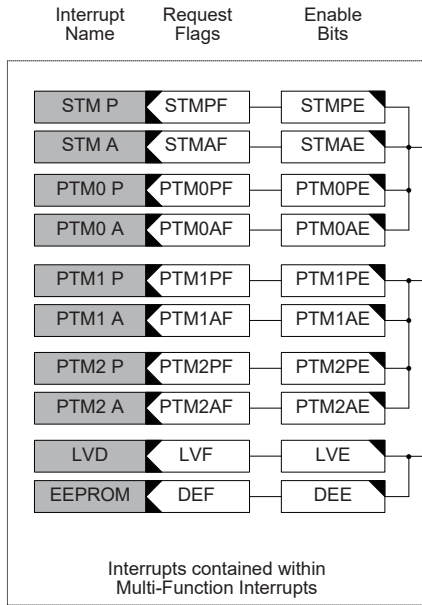 Interrupt Name Request Flags Enable Bits
STM P STMPF STMPE
STM A STMAF STMAE
PTM0 P PTM0PF PTM0PE
PTM0 A PTM0AF PTM0AE
PTM1 P PTM1PF PTM1PE
PTM1 A PTM1AF PTM1AE
PTM2 P PTM2PF PTM2PE
PTM2 A PTM2AF PTM2AE
LVD LVF LVE
EEPROM DEF DEE
Interrupts contained within
Multi-Function Interrupts